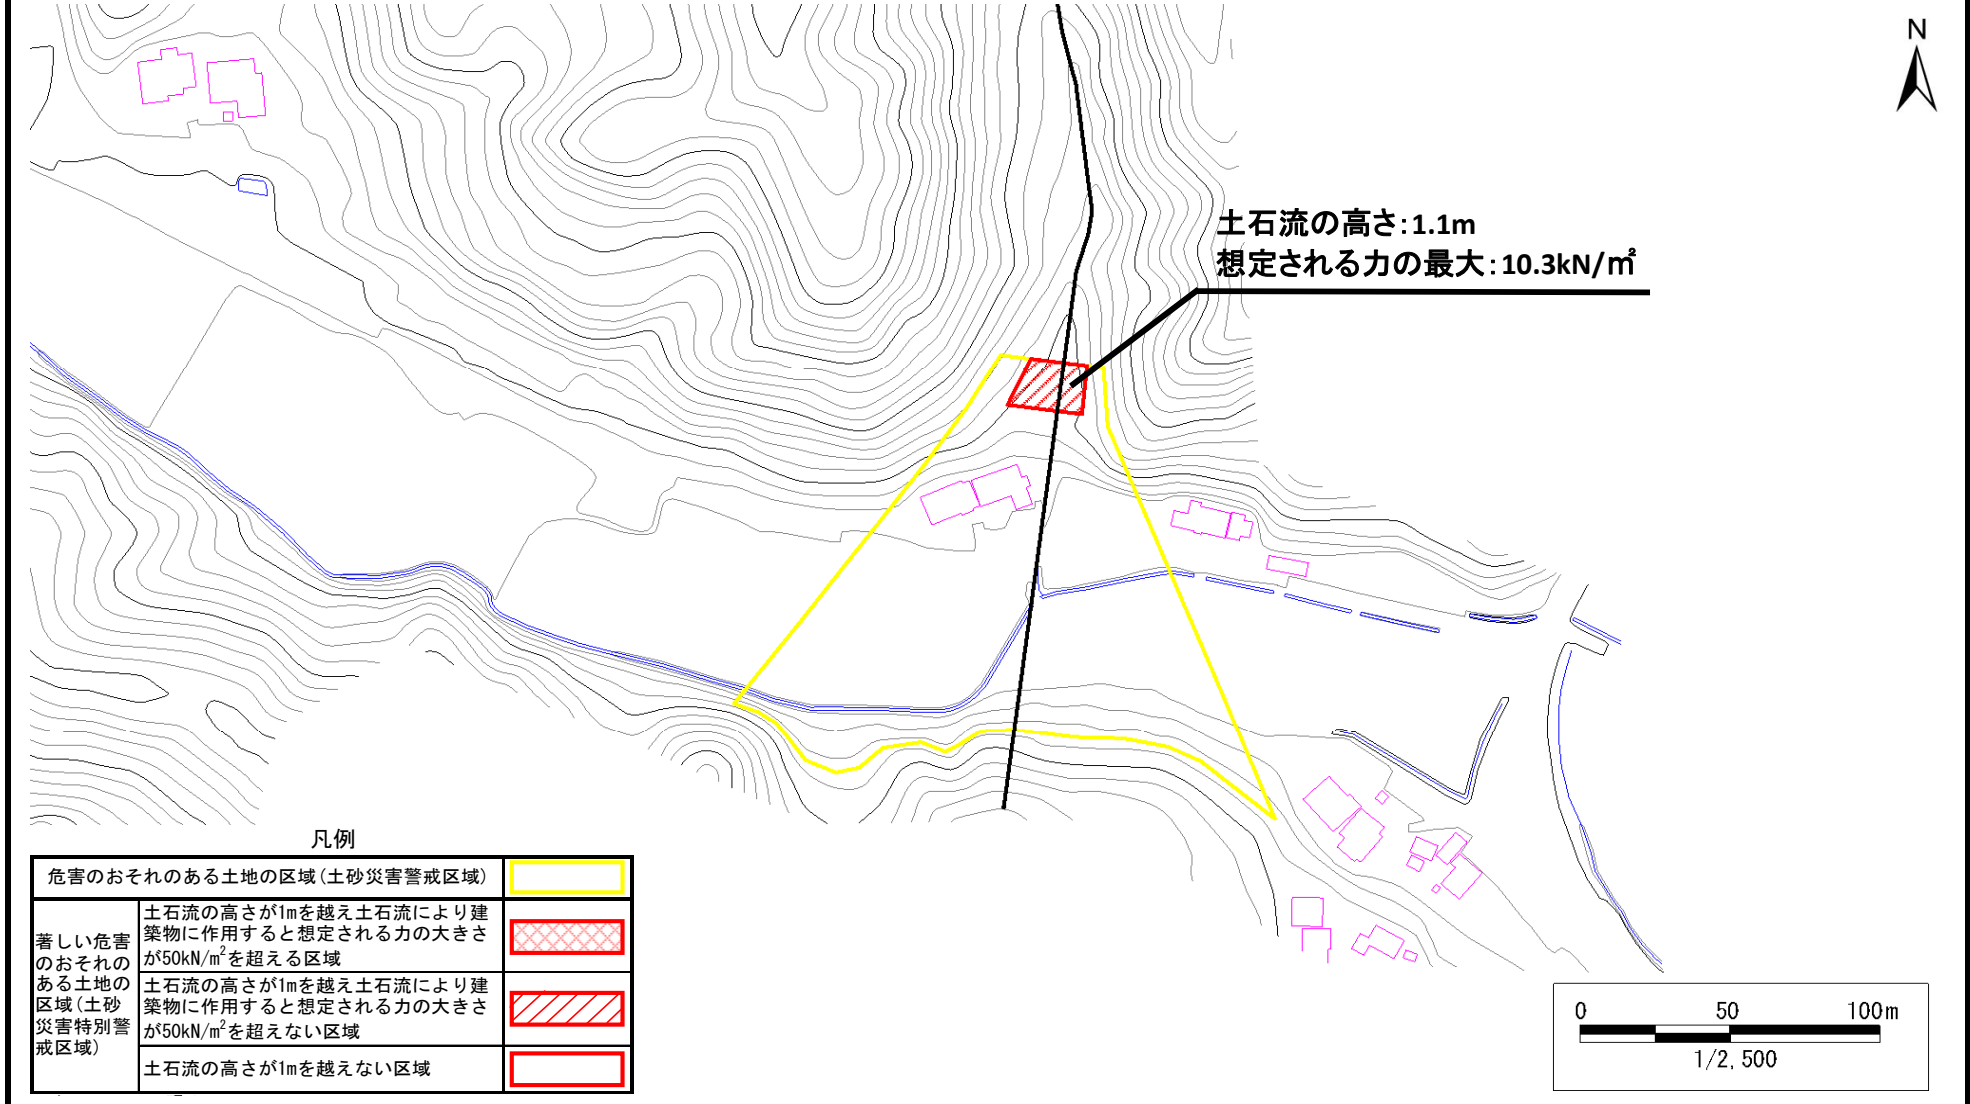 N
土石流の高さ:1.1m
想定される力の最大:10.3kN/㎡
凡例
危害のおそれのある土地の区域(土砂災害警戒区域)
著しい危害
のおそれの
ある土地の
区域(土砂
災害特別警
戒区域)
土石流の高さが1mを越え土石流により建
築物に作用すると想定される力の大きさ
が50kN/m²を超える区域
土石流の高さが1mを越え土石流により建
築物に作用すると想定される力の大きさ
が50kN/m²を超えない区域
土石流の高さが1mを越えない区域
0 50 100m
1/2,500